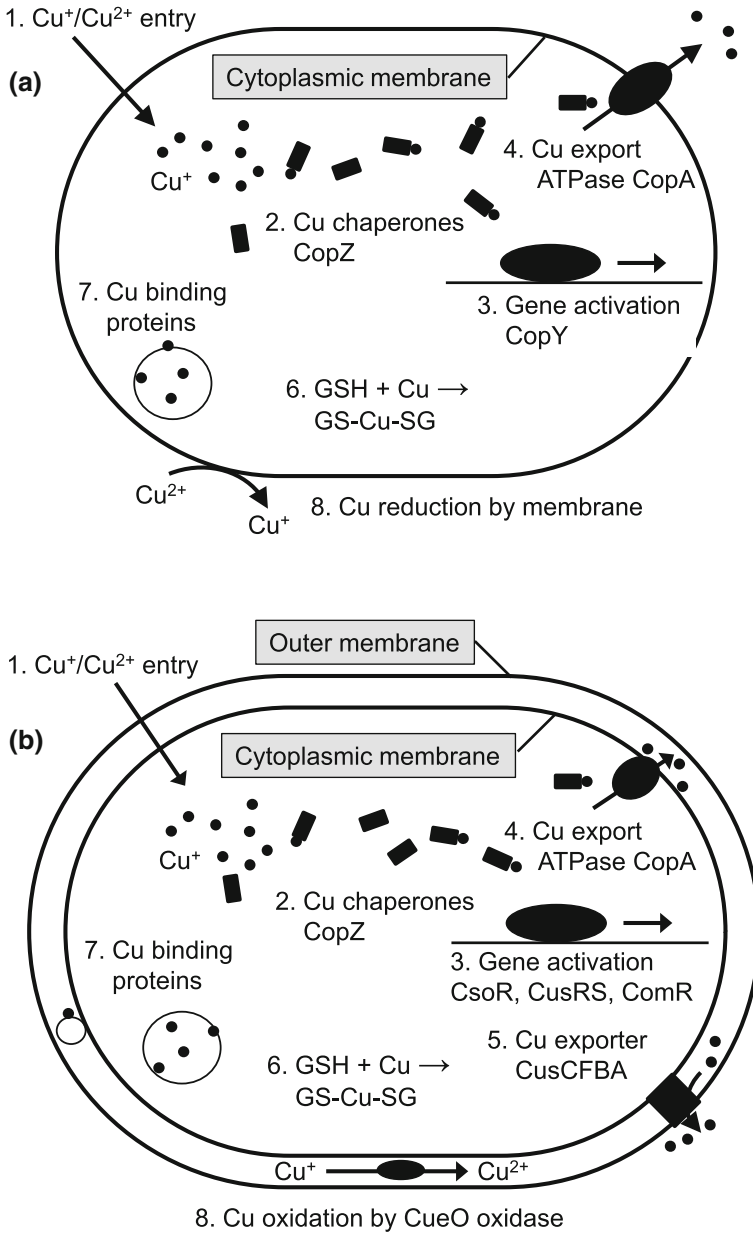 1. Cu⁺/Cu²⁺ entry
(a)
Cytoplasmic membrane
4. Cu export
ATPase CopA
Cu⁺
2. Cu chaperones
CopZ
7. Cu binding
proteins
3. Gene activation
CopY
6. GSH + Cu →
GS-Cu-SG
Cu²⁺
Cu⁺
8. Cu reduction by membrane
Outer membrane
1. Cu⁺/Cu²⁺ entry
(b)
Cytoplasmic membrane
4. Cu export
ATPase CopA
Cu⁺
2. Cu chaperones
CopZ
7. Cu binding
proteins
3. Gene activation
CsoR, CusRS, ComR
5. Cu exporter
CusCFBA
6. GSH + Cu →
GS-Cu-SG
Cu⁺
Cu²⁺
8. Cu oxidation by CueO oxidase